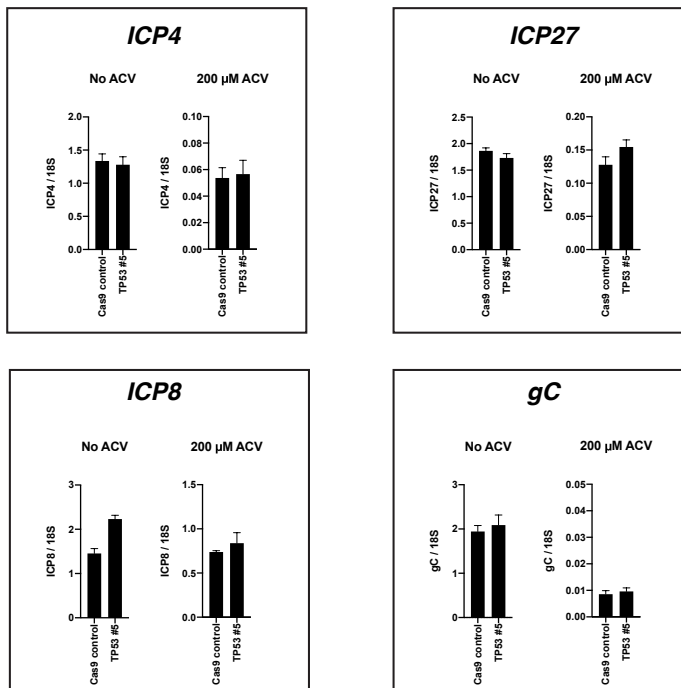 ICP4
No ACV
200 µM ACV
ICP4 / 18S
2.0
1.5
1.0
0.5
0.0
Cas9 control
TP53 #5
ICP4 / 18S
0.10
0.08
0.06
0.04
0.02
0.00
Cas9 control
TP53 #5
ICP27
No ACV
200 µM ACV
ICP27 / 18S
2.5
2.0
1.5
1.0
0.5
0.0
Cas9 control
TP53 #5
ICP27 / 18S
0.20
0.15
0.10
0.05
0.00
Cas9 control
TP53 #5
ICP8
No ACV
200 µM ACV
ICP8 / 18S
3
2
1
0
Cas9 control
TP53 #5
ICP8 / 18S
1.5
1.0
0.5
0.0
Cas9 control
TP53 #5
gC
No ACV
200 µM ACV
gC / 18S
3
2
1
0
Cas9 control
TP53 #5
gC / 18S
0.05
0.04
0.03
0.02
0.01
0.00
Cas9 control
TP53 #5